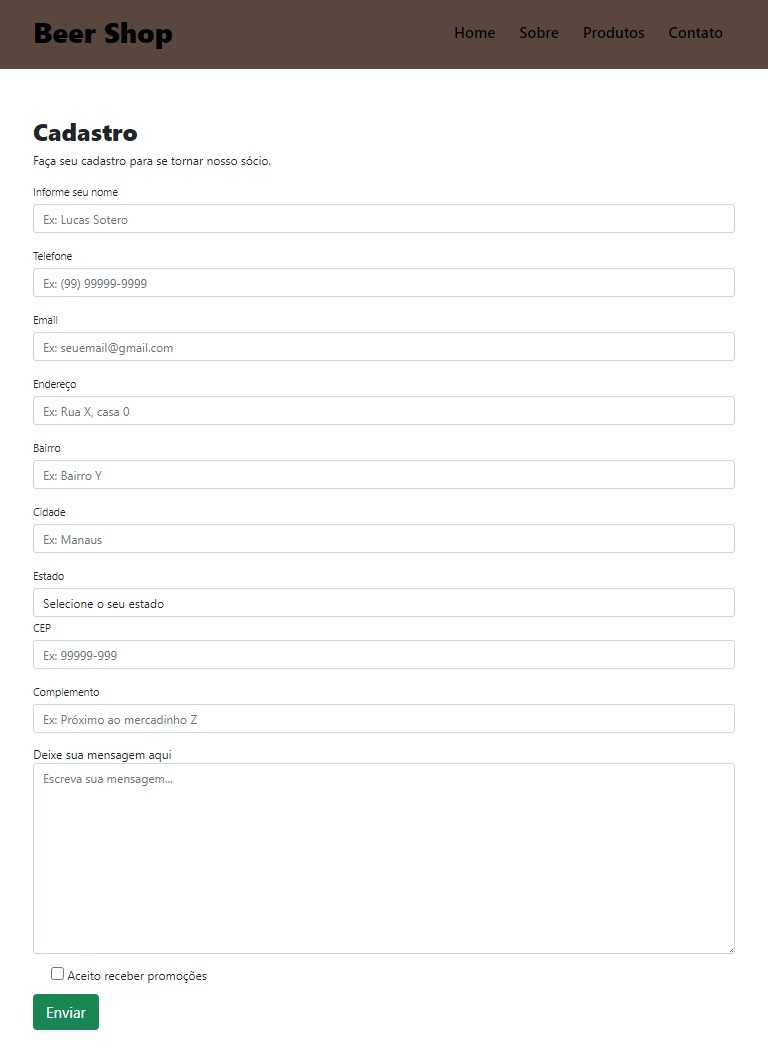 Beer Shop
Home Sobre Produtos Contato
Cadastro
Faça seu cadastro para se tornar nosso sócio.
Informe seu nome
Ex: Lucas Sotero
Telefone
Ex: (99) 99999-9999
Email
Ex: seuemail@gmail.com
Endereço
Ex: Rua X, casa 0
Bairro
Ex: Bairro Y
Cidade
Ex: Manaus
Estado
Selecione o seu estado
CEP
Ex: 99999-999
Complemento
Ex: Próximo ao mercadinho Z
Deixe sua mensagem aqui
Escreva sua mensagem...
Aceito receber promoções
Enviar